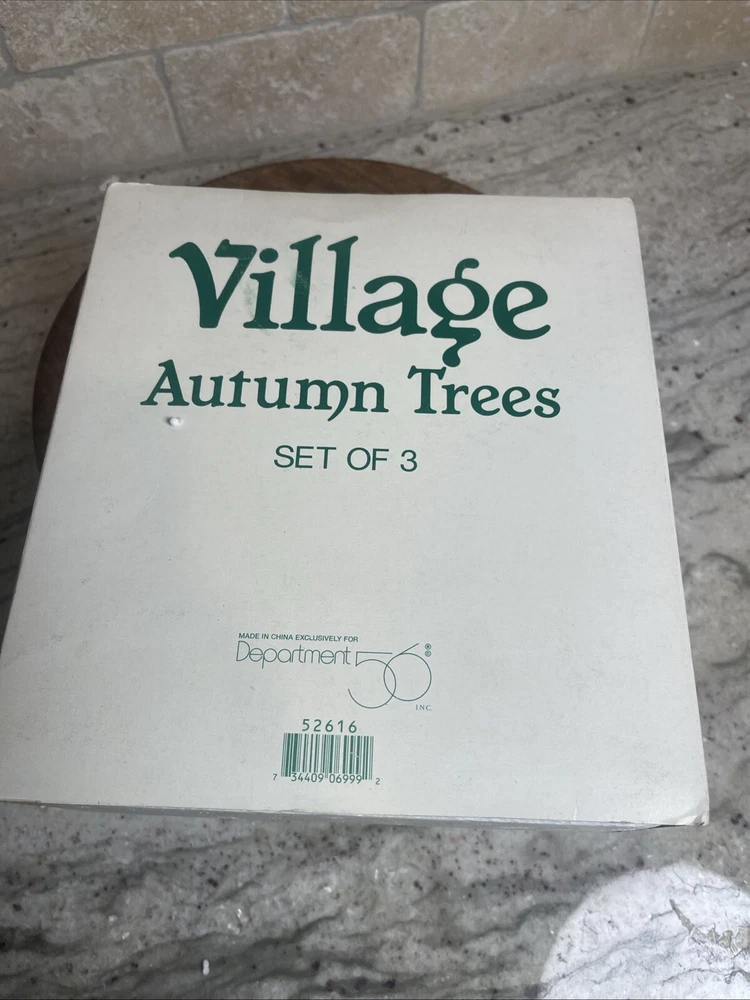 Village
Autumn Trees
SET OF 3
MADE IN CHINA EXCLUSIVELY FOR
Department 56 ®
©
INC.
52616
7 34409 06999 2